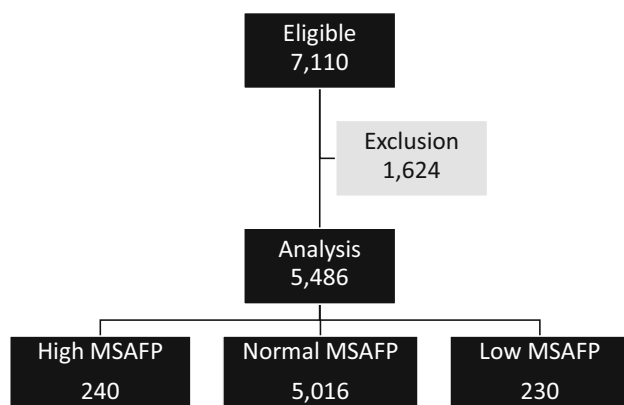 Eligible
7,110
Exclusion
1,624
Analysis
5,486
High MSAFP
240
Normal MSAFP
5,016
Low MSAFP
230